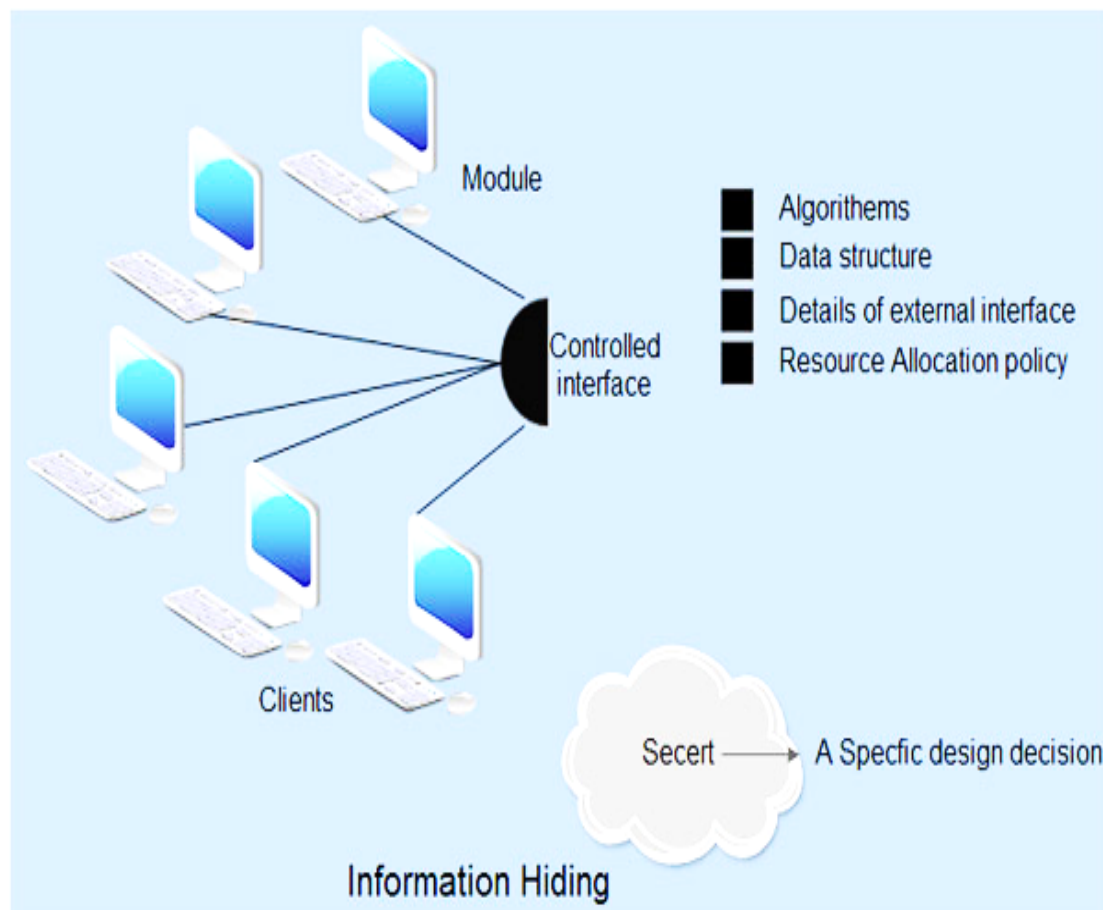 Module
Algorithems
Data structure
Details of external interface
Resource Allocation policy
Controlled
interface
Clients
Secert
A Specfic design decision
Information Hiding